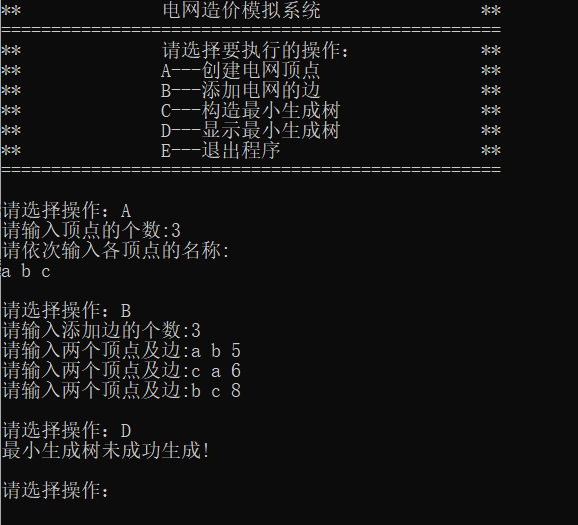 **              电网造价模拟系统                **
==================================================
**              请选择要执行的操作:             **
**              A---创建电网顶点                **
**              B---添加电网的边                **
**              C---构造最小生成树              **
**              D---显示最小生成树              **
**              E---退出程序                    **
==================================================
请选择操作: A
请输入顶点的个数:3
请依次输入各顶点的名称:
a b c
请选择操作: B
请输入添加边的个数:3
请输入两个顶点及边:a b 5
请输入两个顶点及边:c a 6
请输入两个顶点及边:b c 8
请选择操作: D
最小生成树未成功生成!
请选择操作: